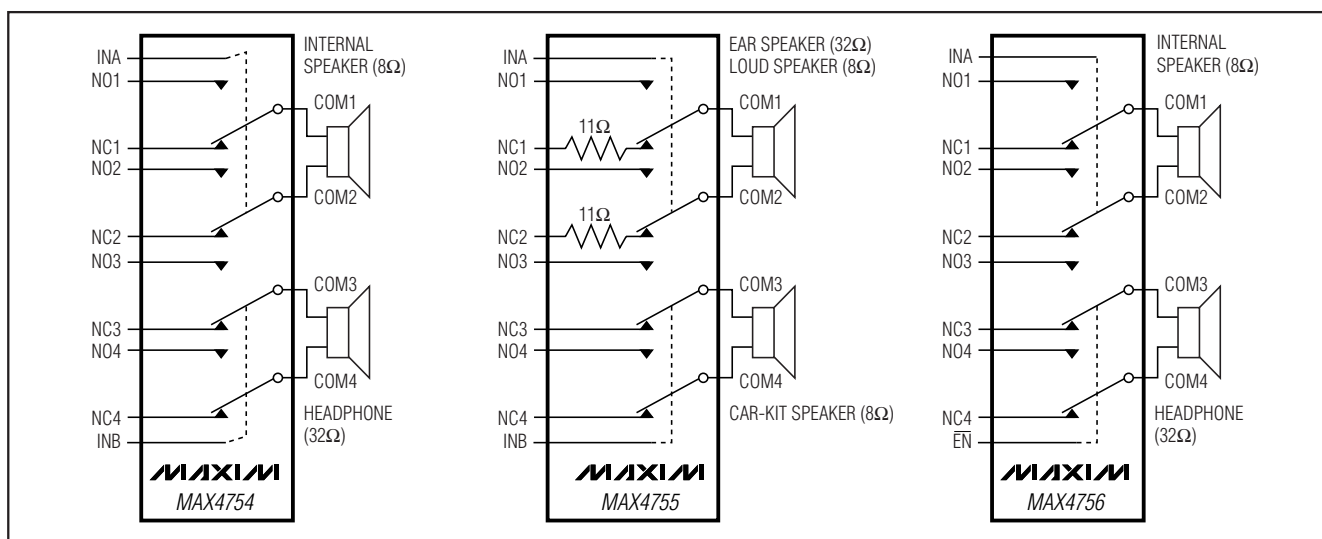 INTERNAL
SPEAKER (8Ω)
INA
NO1
COM1
NC1
NO2
COM2
NC2
NO3
COM3
NC3
NO4
COM4
NC4
HEADPHONE
(32Ω)
INB
MAXIM
MAX4754
EAR SPEAKER (32Ω)
LOUD SPEAKER (8Ω)
INA
NO1
COM1
11Ω
NC1
NO2
COM2
11Ω
NC2
NO3
COM3
NC3
NO4
COM4
NC4
CAR-KIT SPEAKER (8Ω)
INB
MAXIM
MAX4755
INTERNAL
SPEAKER (8Ω)
INA
NO1
COM1
NC1
NO2
COM2
NC2
NO3
COM3
NC3
NO4
COM4
NC4
HEADPHONE
(32Ω)
E̅N̅
MAXIM
MAX4756